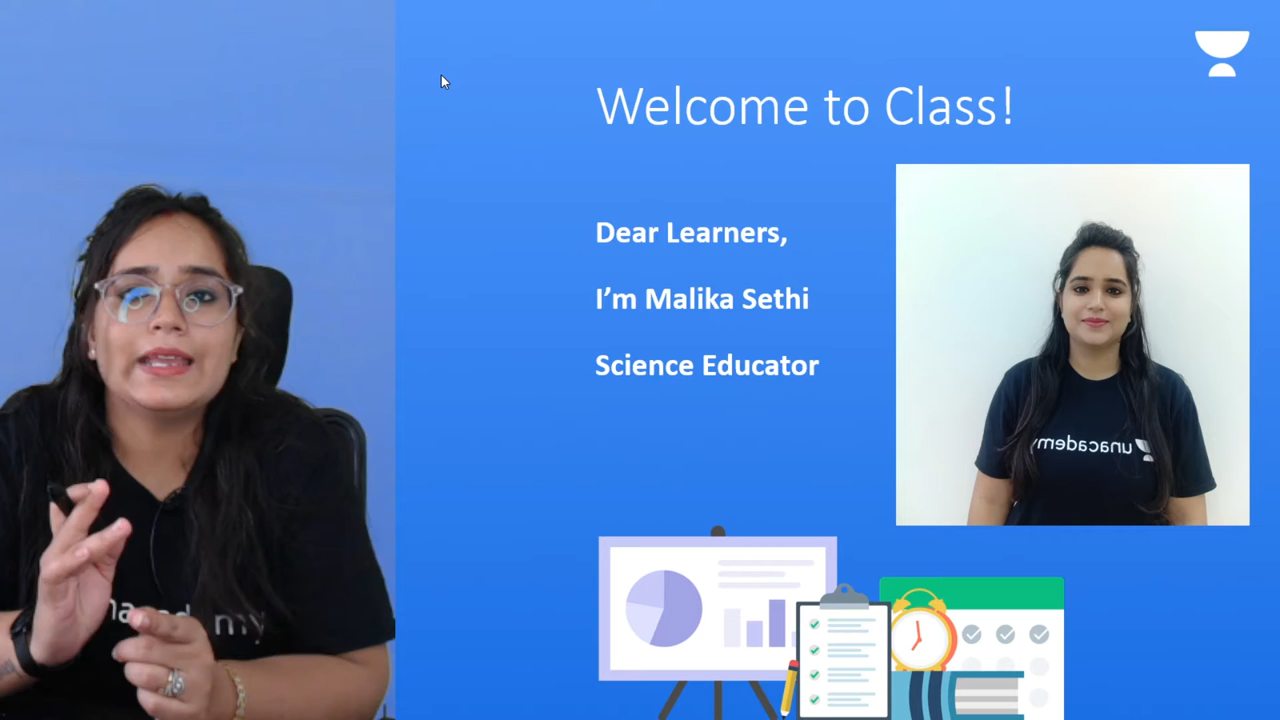 Welcome to Class!
Dear Learners,
I'm Malika Sethi
Science Educator
unacademy